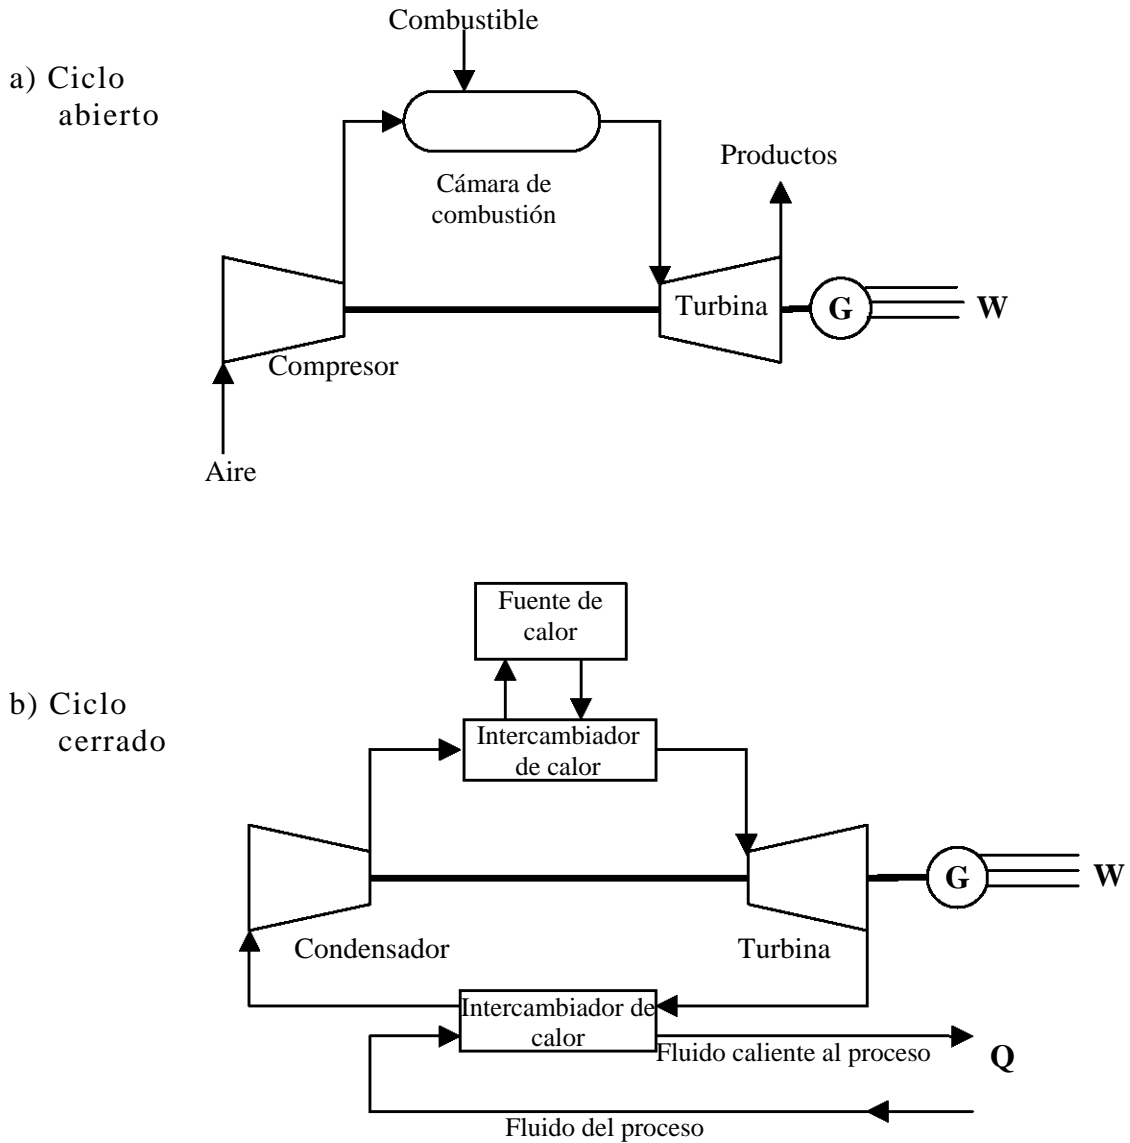 Combustible
a) Ciclo
abierto
Productos
Cámara de
combustión
Turbina
G
W
Compresor
Aire
Fuente de
calor
b) Ciclo
cerrado
Intercambiador
de calor
G
W
Condensador
Turbina
Intercambiador de
calor
Fluido caliente al proceso
Q
Fluido del proceso